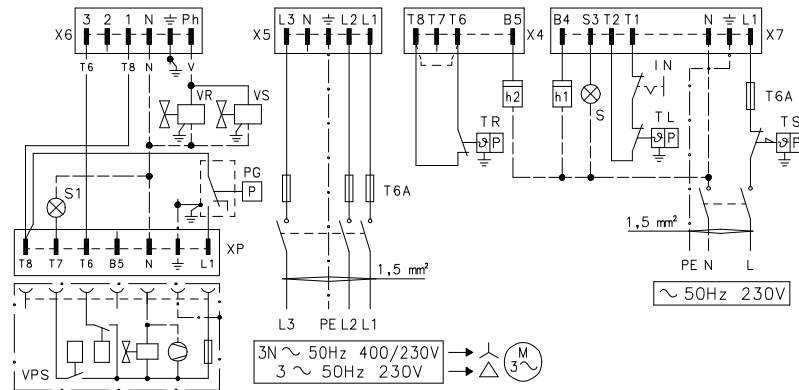 X6
3 2 1 N Ph
T6 T8 N V
VR VS
PG
P
S1
XP
T8 T7 T6 B5 N L1
VPS
X5
L3 N L2 L1
T6A
1,5 mm²
L3 PE L2 L1
3N ~ 50Hz 400/230V
3 ~ 50Hz 230V
M
3~
T8 T7 T6 B5
X4
h2
TR
ϑ P
B4 S3 T2 T1 N L1
X7
h1
S
IN
TL
ϑ P
T6A
TS
ϑ P
1,5 mm²
PE N L
~ 50Hz 230V